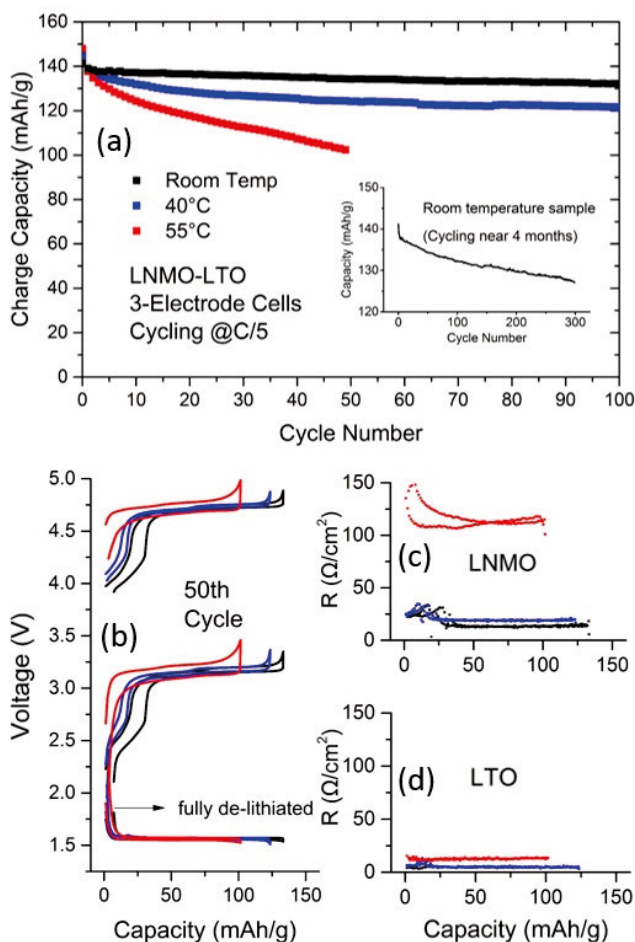 160
140
120
100
80
60
40
20
0
Charge Capacity (mAh/g)
(a)
Room Temp
40°C
55°C
LNMO-LTO
3-Electrode Cells
Cycling @C/5
150
140
130
120
Capacity (mAh/g)
Room temperature sample
(Cycling near 4 months)
0 100 200 300
Cycle Number
0 10 20 30 40 50 60 70 80 90 100
Cycle Number
5.0
4.5
4.0
3.5
3.0
2.5
2.0
1.5
Voltage (V)
50th
Cycle
(b)
fully de-lithiated
0 50 100 150
Capacity (mAh/g)
150
100
50
0
R (Ω/cm²)
(c)
LNMO
0 50 100 150
150
100
50
0
R (Ω/cm²)
(d)
LTO
0 50 100 150
Capacity (mAh/g)